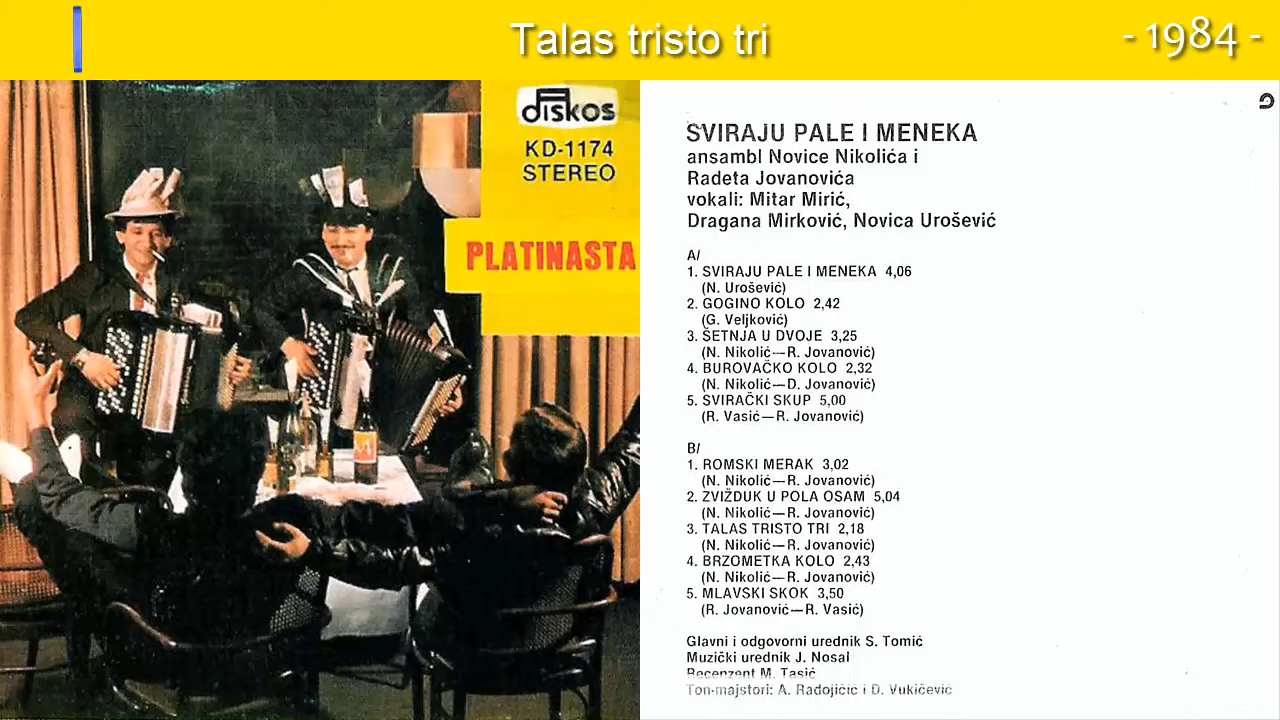 Talas tristo tri
- 1984 -
diskos
KD-1174
STEREO
PLATINASTA
SVIRAJU PALE I MENEKA
ansambl Novice Nikolića i
Radeta Jovanovića
vokali: Mitar Mirić,
Dragana Mirković, Novica Urošević
A/
1. SVIRAJU PALE I MENEKA 4,06
(N. Urošević)
2. GOGINO KOLO 2,42
(G. Veljković)
3. ŠETNJA U DVOJE 3,25
(N. Nikolić—R. Jovanović)
4. BUROVAČKO KOLO 2,32
(N. Nikolić—D. Jovanović)
5. SVIRAČKI SKUP 5,00
(R. Vasić—R. Jovanović)
B/
1. ROMSKI MERAK 3,02
(N. Nikolić—R. Jovanović)
2. ZVIŽDUK U POLA OSAM 5,04
(N. Nikolić—R. Jovanović)
3. TALAS TRISTO TRI 2,18
(N. Nikolić—R. Jovanović)
4. BRZOMETKA KOLO 2,43
(N. Nikolić—R. Jovanović)
5. MLAVSKI SKOK 3,50
(R. Jovanović—R. Vasić)
Glavni i odgovorni urednik S. Tomić
Muzički urednik J. Nosal
Recenzent M. Tasić
Ton-majstori: A. Radojičić i D. Vukičević